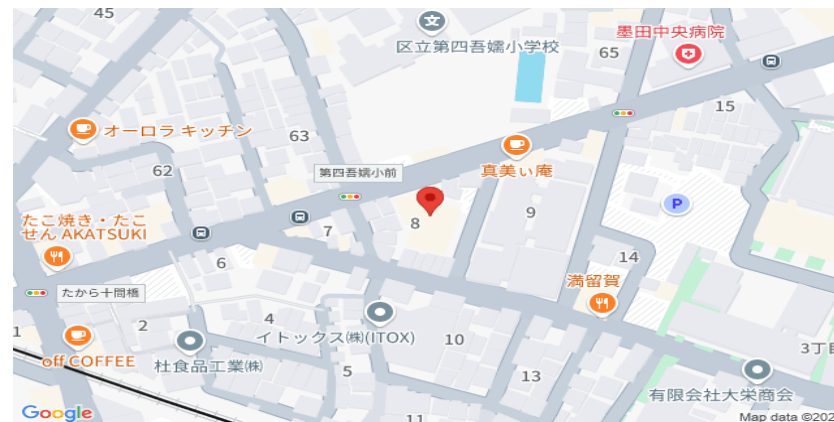 45
区立第四吾嬬小学校
墨田中央病院
65
15
オーロラ キッチン
63
62
第四吾嬬小前
真美ぃ庵
P
たこ焼き・たこ
せん AKATSUKI
8
7
9
6
14
満留賀
たから十間橋
1
2
4
イトックス㈱(ITOX)
10
off COFFEE
杜食品工業㈱
5
13
3丁目
有限会社大栄商会
11
Google
Map data ©202